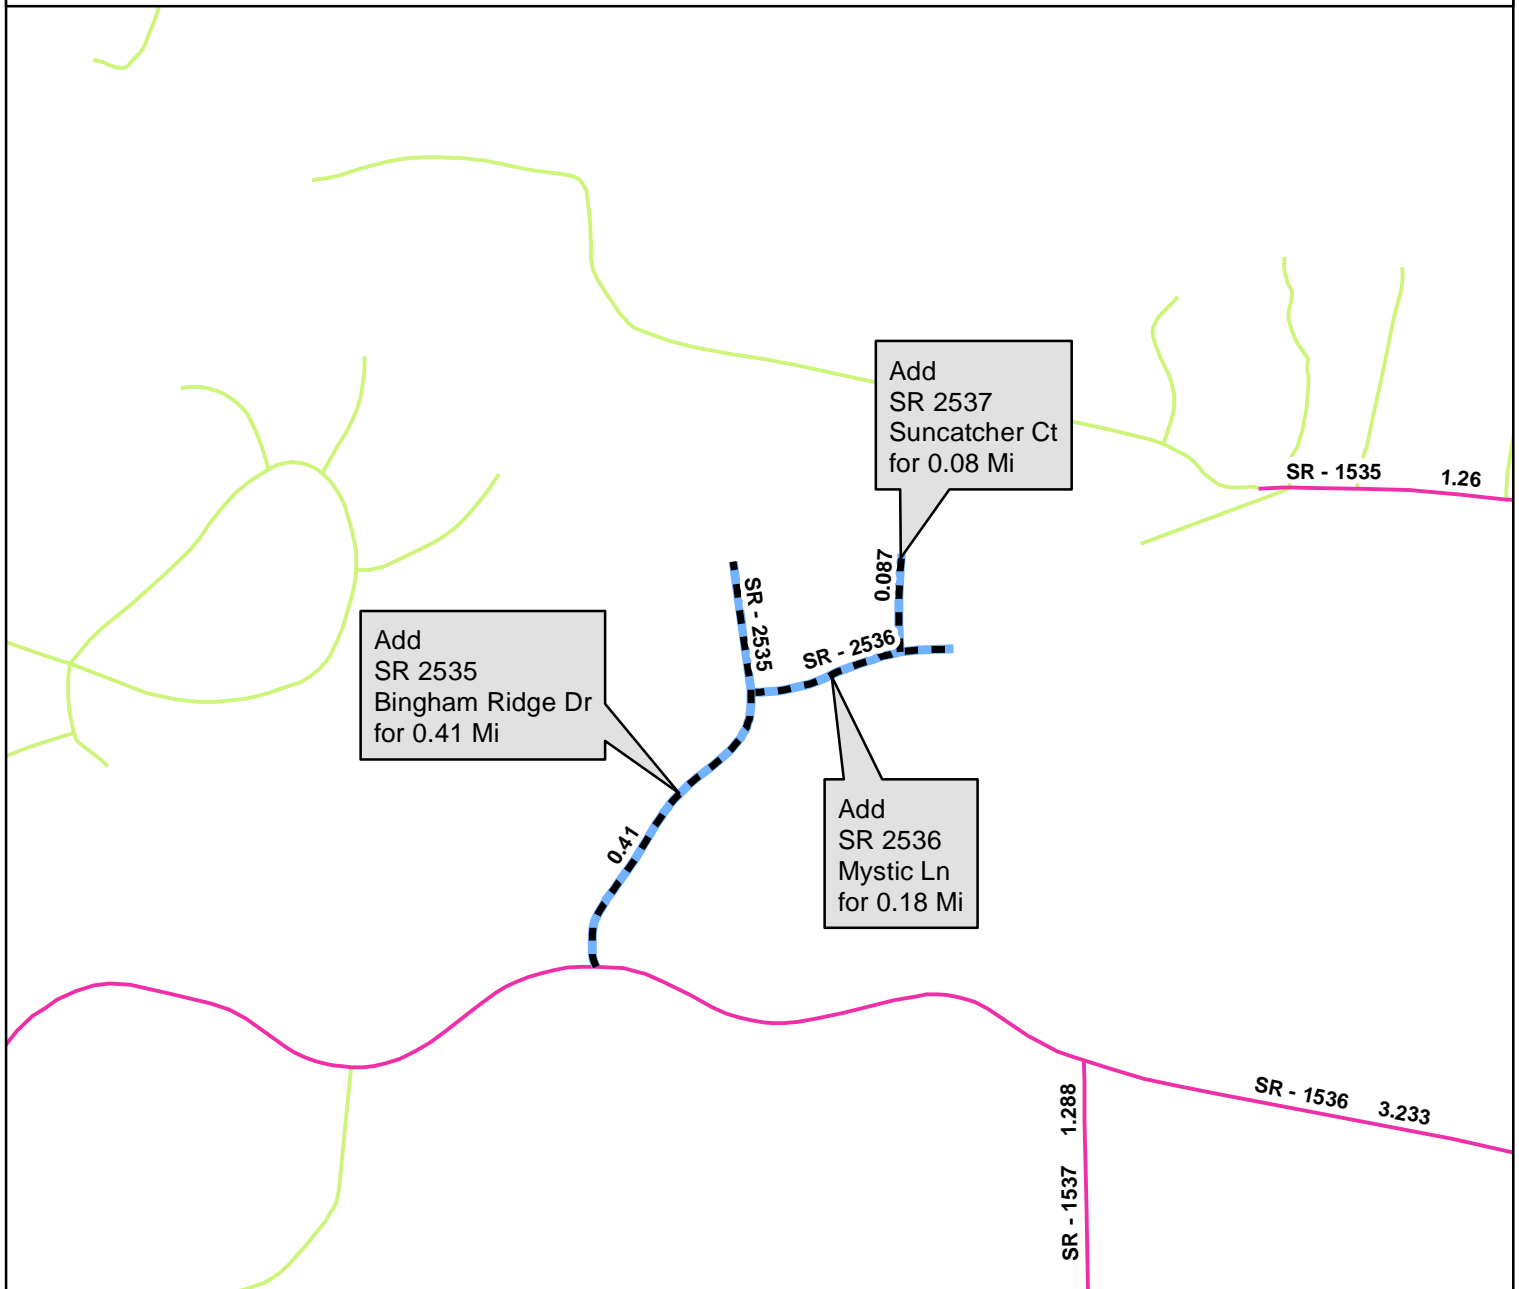 Add
SR 2537
Suncatcher Ct
for 0.08 Mi
SR - 1535
1.26
0.087
SR - 2535
SR - 2536
Add
SR 2535
Bingham Ridge Dr
for 0.41 Mi
0.41
Add
SR 2536
Mystic Ln
for 0.18 Mi
SR - 1536
3.233
1.288
SR - 1537